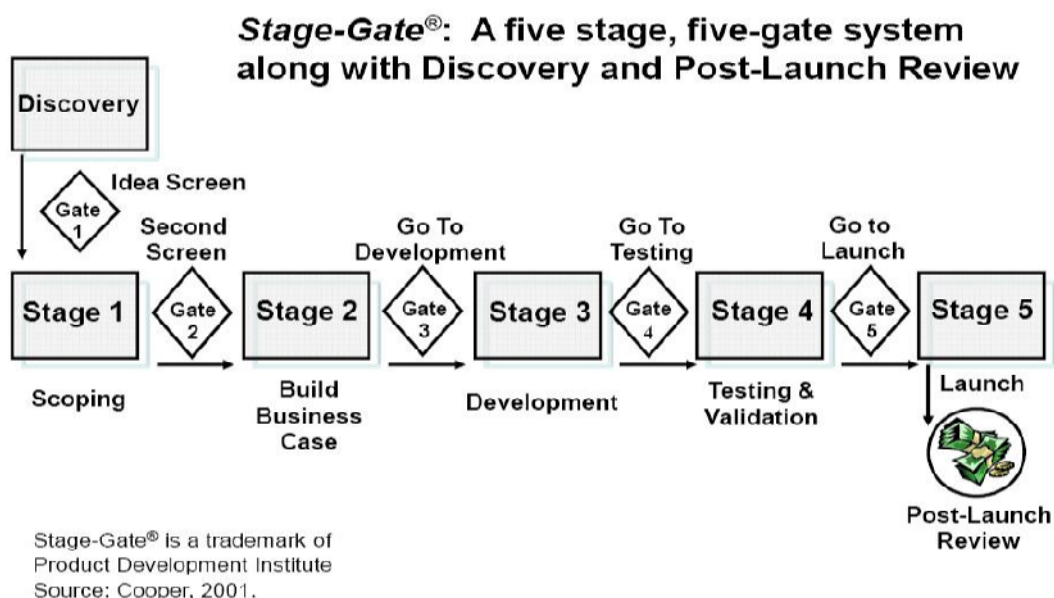 Stage-Gate®: A five stage, five-gate system
along with Discovery and Post-Launch Review
Discovery
Gate
1
Idea Screen
Stage 1
Scoping
Second
Screen
Gate
2
Stage 2
Build
Business
Case
Go To
Development
Gate
3
Stage 3
Development
Go To
Testing
Gate
4
Stage 4
Testing &
Validation
Go to
Launch
Gate
5
Stage 5
Launch
Post-Launch
Review
Stage-Gate® is a trademark of
Product Development Institute
Source: Cooper, 2001.